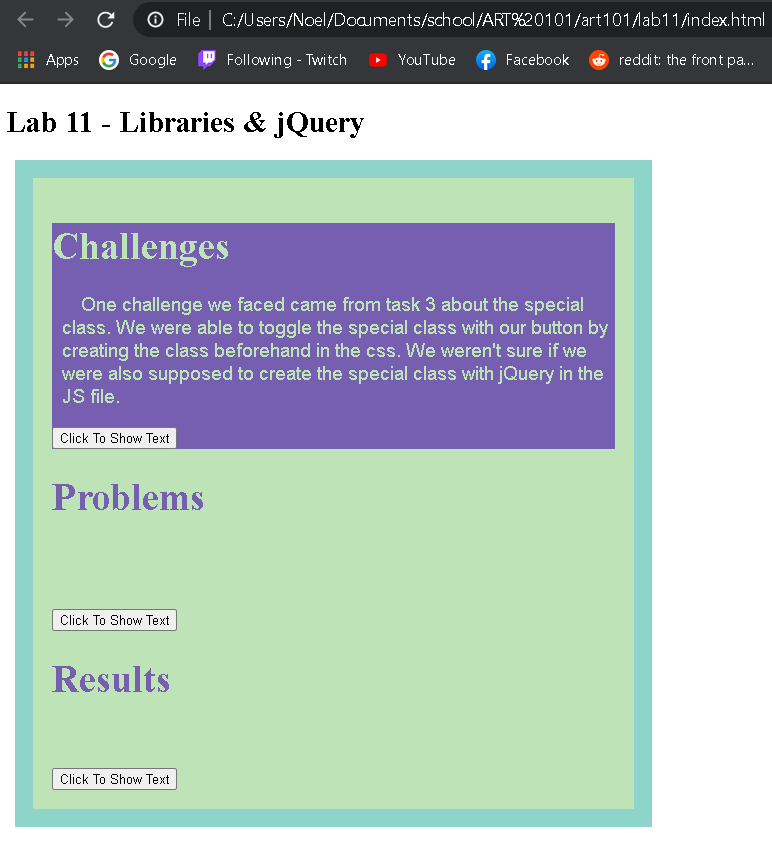 File | C:/Users/Noel/Documents/school/ART%20101/art101/lab11/index.html
Apps Google Following - Twitch YouTube Facebook reddit: the front pa...
Lab 11 - Libraries & jQuery
Challenges
One challenge we faced came from task 3 about the special
class. We were able to toggle the special class with our button by
creating the class beforehand in the css. We weren't sure if we
were also supposed to create the special class with jQuery in the
JS file.
Click To Show Text
Problems
Click To Show Text
Results
Click To Show Text